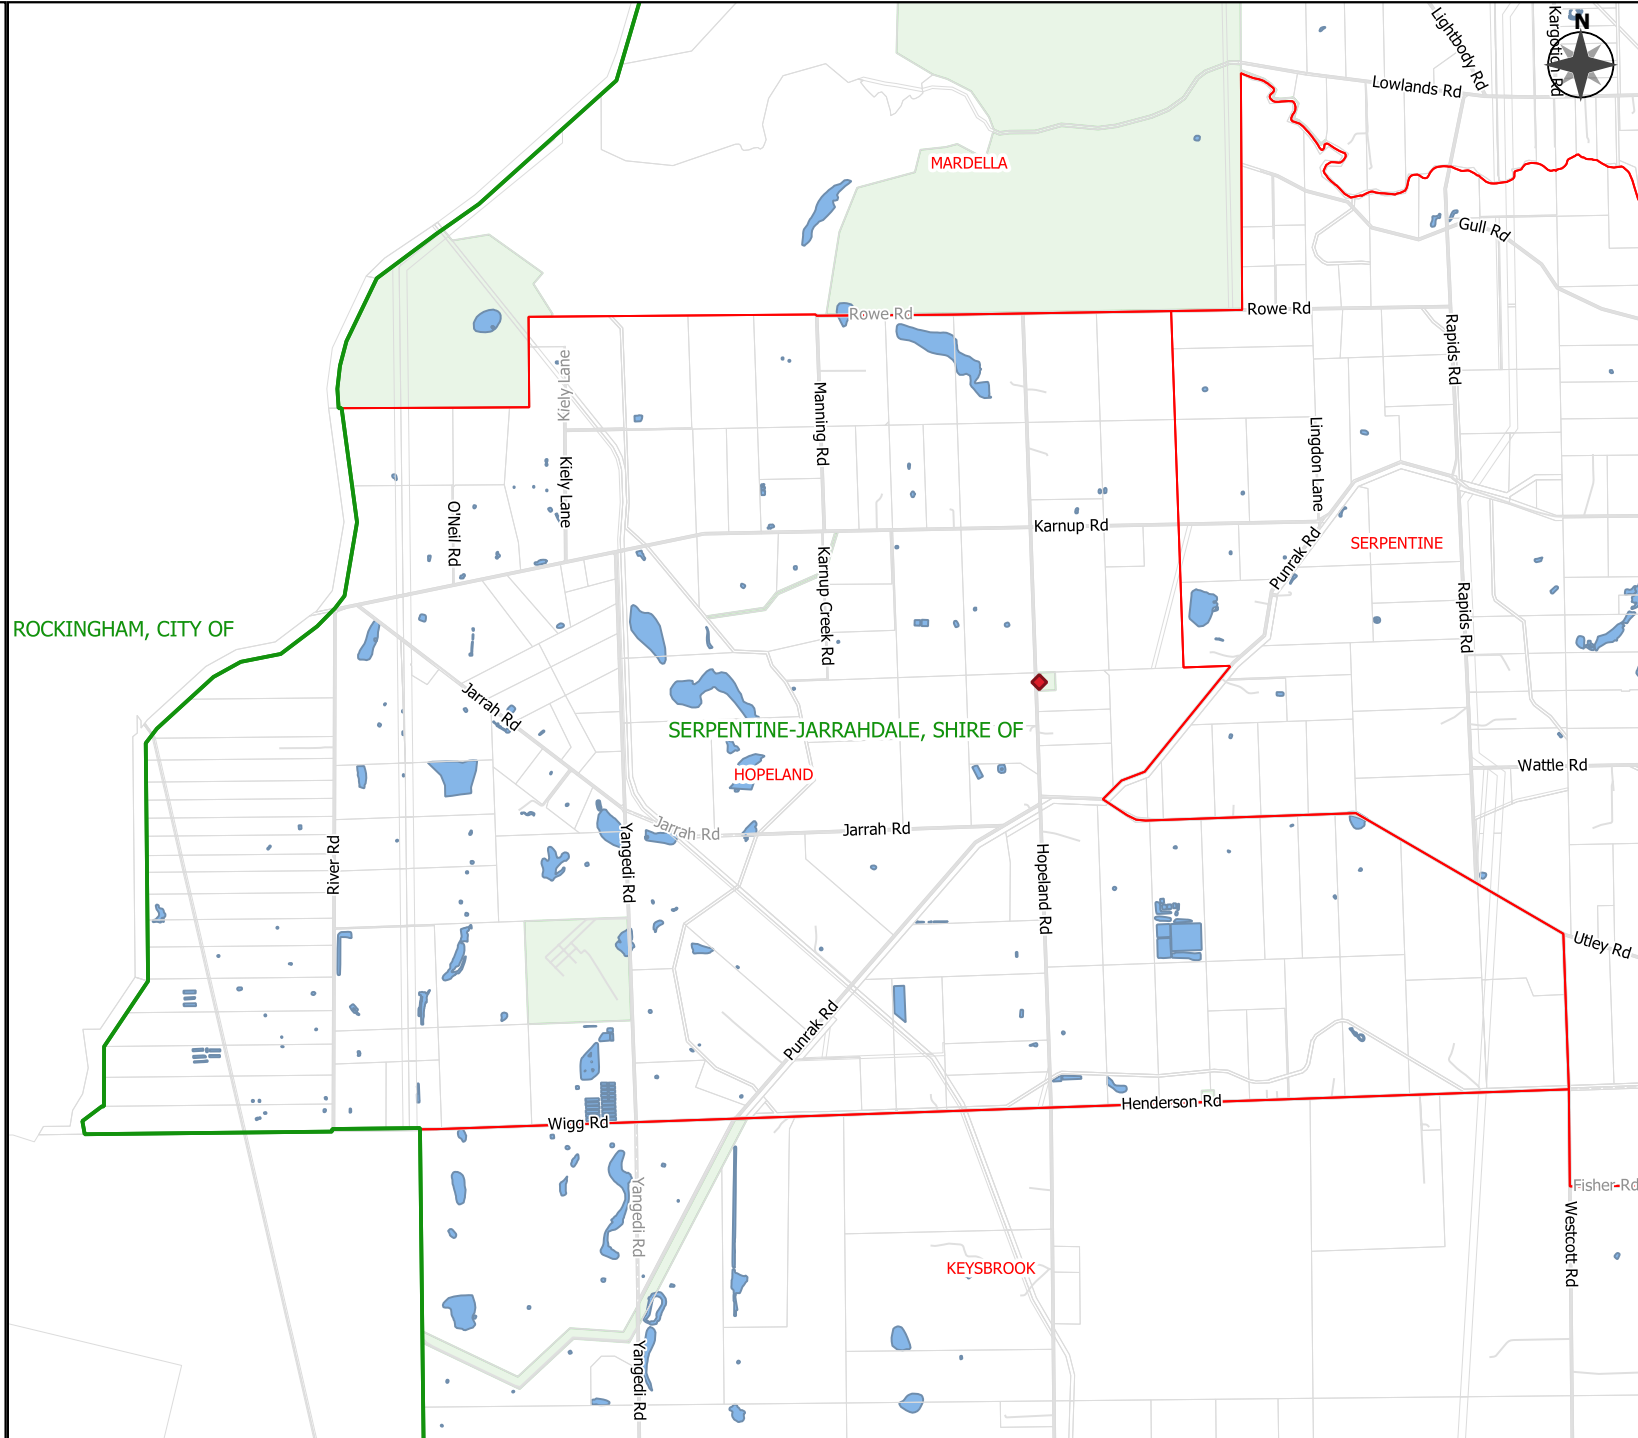 N
Lightbody Rd
Kargotich Rd
Lowlands Rd
MARDELLA
Gull Rd
Rowe Rd
Rowe Rd
Rapids Rd
Kiely Lane
Manning Rd
Lingdon Lane
Kiely Lane
O'Neil Rd
Karnup Rd
SERPENTINE
Punrak Rd
Karnup Creek Rd
Rapids Rd
ROCKINGHAM, CITY OF
Jarrah Rd
SERPENTINE-JARRAHDALE, SHIRE OF
HOPELAND
Wattle Rd
Jarrah Rd
Jarrah Rd
River Rd
Yangedi Rd
Hopeland Rd
Utley Rd
Punrak Rd
Henderson Rd
Wigg Rd
Fisher Rd
Yangedi Rd
Westcott Rd
KEYSBROOK
Yangedi Rd